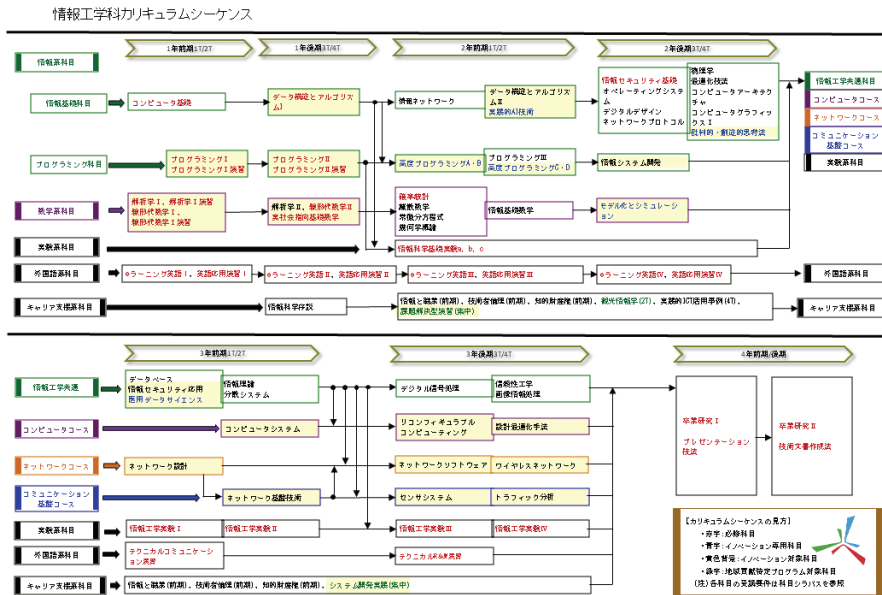 情報工学科カリキュラムシーケンス
1年前期1T/2T
1年後期3T/4T
2年前期1T/2T
2年後期3T/4T
情報系科目
情報基礎科目
コンピュータ基礎
データ構造とアルゴリズ
ムI
情報ネットワーク
データ構造とアルゴリズ
ムⅡ
実践的AI技術
情報セキュリティ基礎
オペレーティングシステ
ム
デジタルデザイン
ネットワークプロトコル
物理学
最適化技法
コンピュータアーキテク
チャ
コンピュータグラフィッ
クスⅠ
批判的・創造的思考法
情報工学共通科目
コンピュータコース
ネットワークコース
コミュニケーション
基盤コース
実験系科目
プログラミング科目
プログラミングⅠ
プログラミングⅠ演習
プログラミングⅡ
プログラミングⅡ演習
高度プログラミングA・B
プログラミングⅢ
高度プログラミングC・D
情報システム開発
数学系科目
解析学Ⅰ、解析学Ⅰ演習
線形代数学Ⅰ、
線形代数学Ⅰ演習
解析学Ⅱ、線形代数学Ⅱ
実社会指向基礎数学
確率統計
離散数学
常微分方程式
幾何学概論
情報基礎数学
モデル化とシミュレーシ
ョン
実験系科目
情報科学基礎実験a, b, c
外国語系科目
eラーニング英語Ⅰ、英語応用演習Ⅰ
eラーニング英語Ⅱ、英語応用演習Ⅱ
eラーニング英語Ⅲ、英語応用演習Ⅲ
eラーニング英語Ⅳ、英語応用演習Ⅳ
外国語系科目
キャリア支援系科目
情報科学序説
情報と職業(前期)、技術者倫理(前期)、知的財産権(前期)、観光情報学(2T)、実践的ICT活用事例(4T)、
課題解決型演習(集中)
キャリア支援系科目
3年前期1T/2T
3年後期3T/4T
4年前期/後期
情報工学共通
データベース
情報セキュリティ応用
医用データサイエンス
情報理論
分散システム
デジタル信号処理
信頼性工学
画像情報処理
コンピュータコース
コンピュータシステム
リコンフィギュラブル
コンピューティング
設計最適化手法
ネットワークコース
ネットワーク設計
ネットワークソフトウェア
ワイヤレスネットワーク
コミュニケーション
基盤コース
ネットワーク基盤技術
センサシステム
トラフィック分析
実験系科目
情報工学実験Ⅰ
情報工学実験Ⅱ
情報工学実験Ⅲ
情報工学実験Ⅳ
外国語系科目
テクニカルコミュニケーシ
ョン演習
テクニカルR&W演習
キャリア支援系科目
情報と職業(前期)、技術者倫理(前期)、知的財産権(前期)、システム開発実践(集中)
卒業研究Ⅰ
プレゼンテーション
技法
卒業研究Ⅱ
技術文書作成法
【カリキュラムシーケンスの見方】
・赤字:必修科目
・青字:イノベーション専用科目
・黄色背景:イノベーション対象科目
・緑字:地域貢献特定プログラム対象科目
(注)各科目の受講要件は科目シラバスを参照